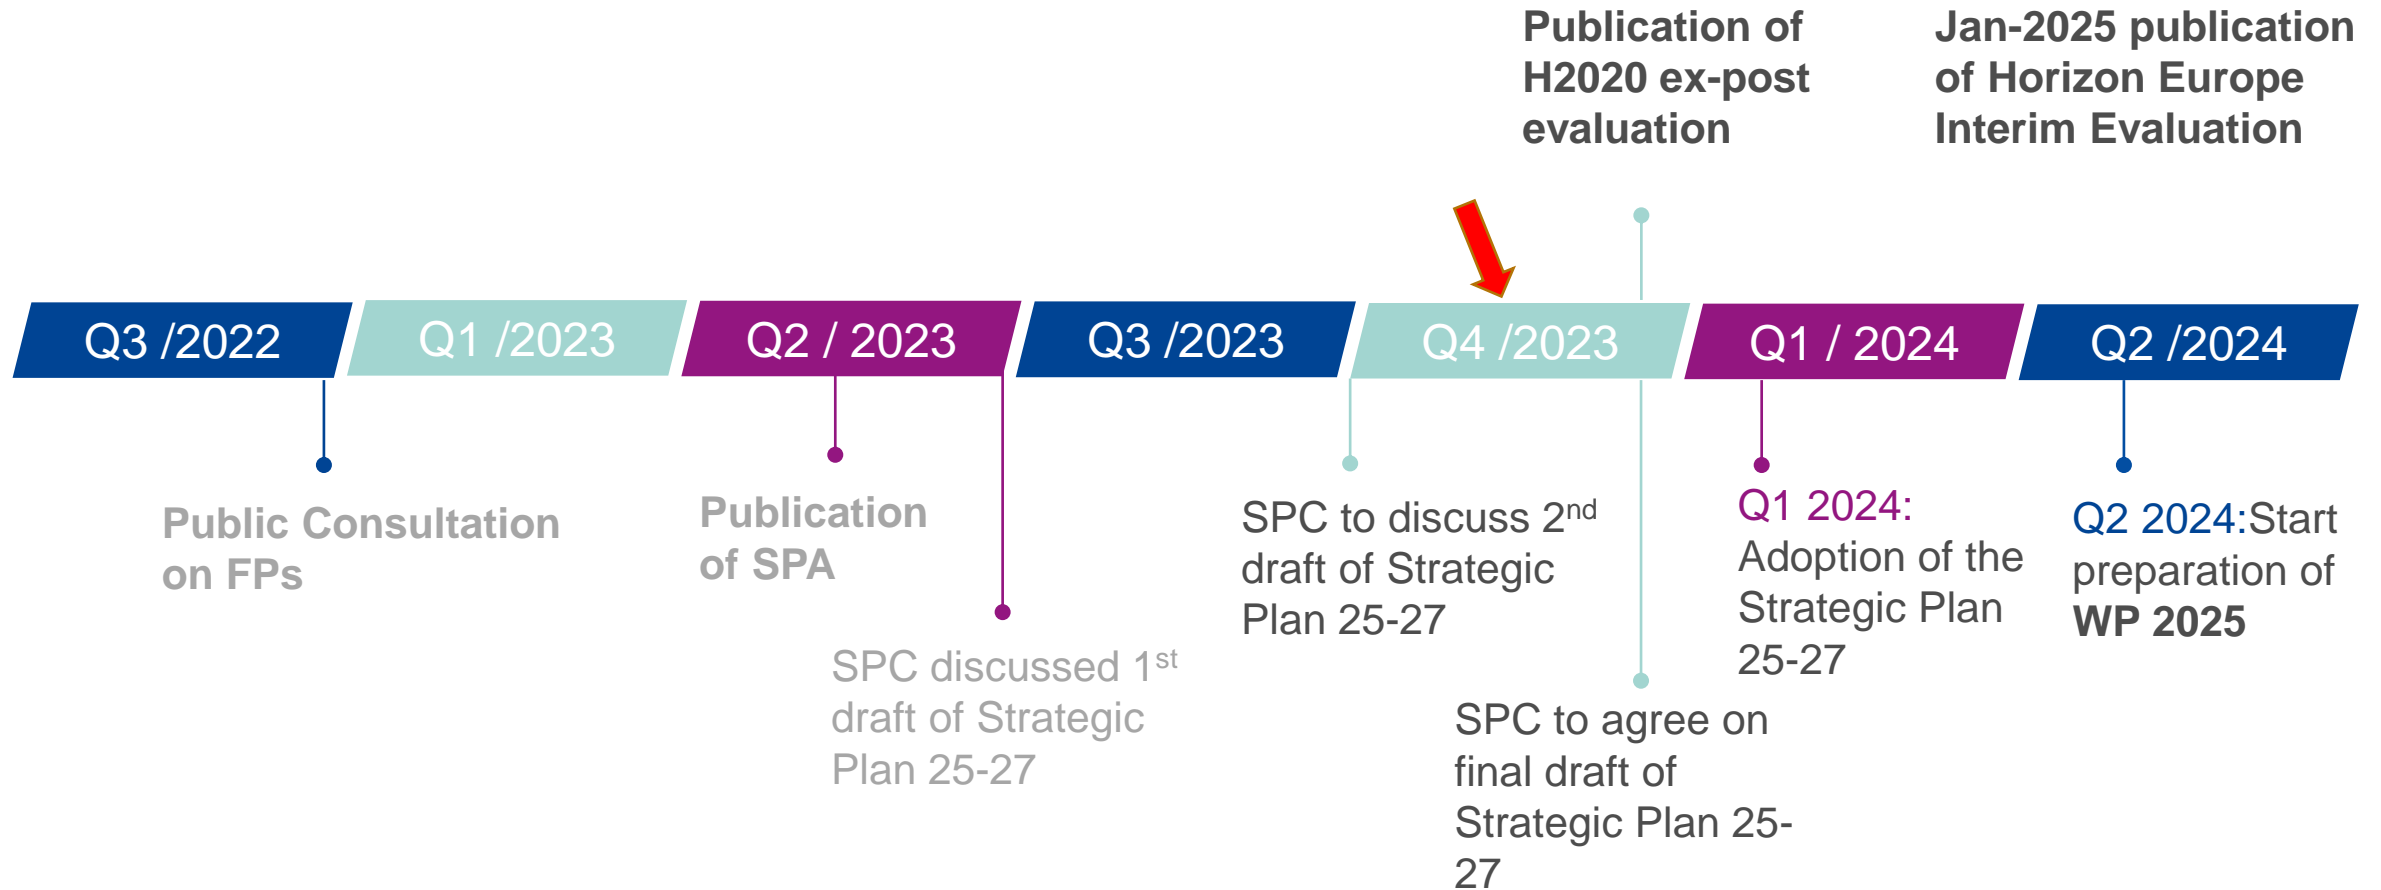 Publication of
H2020 ex-post
evaluation
Jan-2025 publication
of Horizon Europe
Interim Evaluation
Q3 /2022
Q1 /2023
Q2 / 2023
Q3 /2023
Q4 /2023
Q1 / 2024
Q2 /2024
Public Consultation
on FPs
Publication
of SPA
SPC discussed 1st
draft of Strategic
Plan 25-27
SPC to discuss 2nd
draft of Strategic
Plan 25-27
SPC to agree on
final draft of
Strategic Plan 25-
27
Q1 2024:
Adoption of the
Strategic Plan
25-27
Q2 2024:Start
preparation of
WP 2025